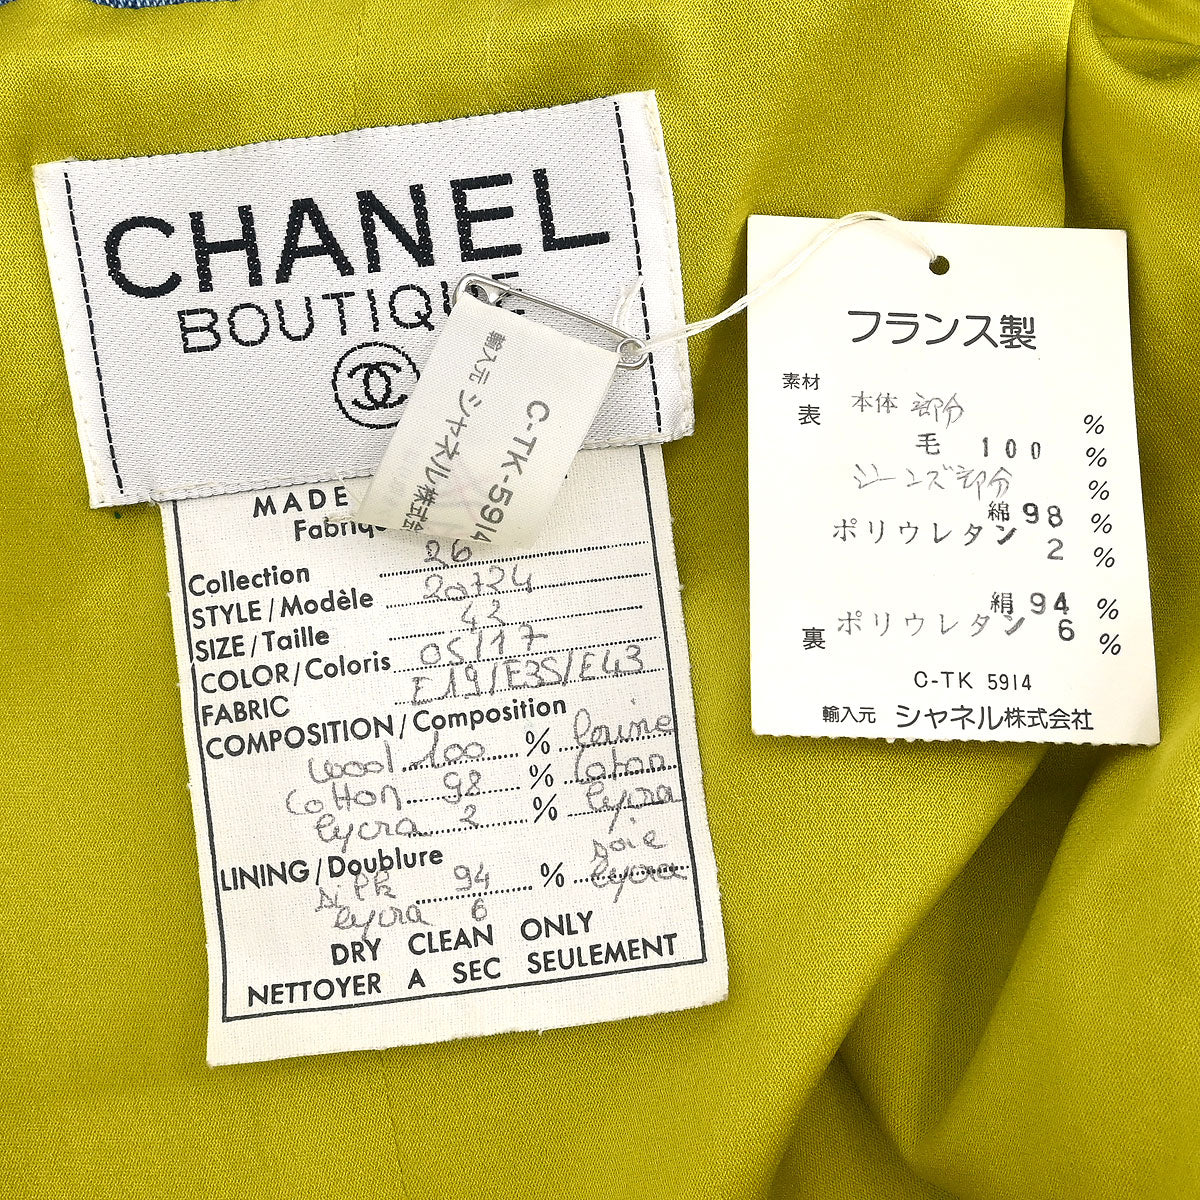 CHANEL
BOUTIQUE
輸入元 シャネル株式会
C-TK-5914
MADE
Fabriqu
Collection 26
STYLE/Modèle 20724
SIZE/Taille 42
COLOR/Coloris 05/17
FABRIC E19/E35/E43
COMPOSITION/Composition
wool 100 % laine
Cotton 98 % Coton
lycra 2 % lycra
LINING/Doublure
silk 94 % soie
lycra 6 lycra
DRY CLEAN ONLY
NETTOYER A SEC SEULEMENT
フランス製
素材
表 本体 部分 %
毛 100 %
ジーンズ部分 %
綿 98 %
ポリウレタン 2 %
絹 94 %
裏 ポリウレタン 6 %
C-TK 5914
輸入元 シャネル株式会社